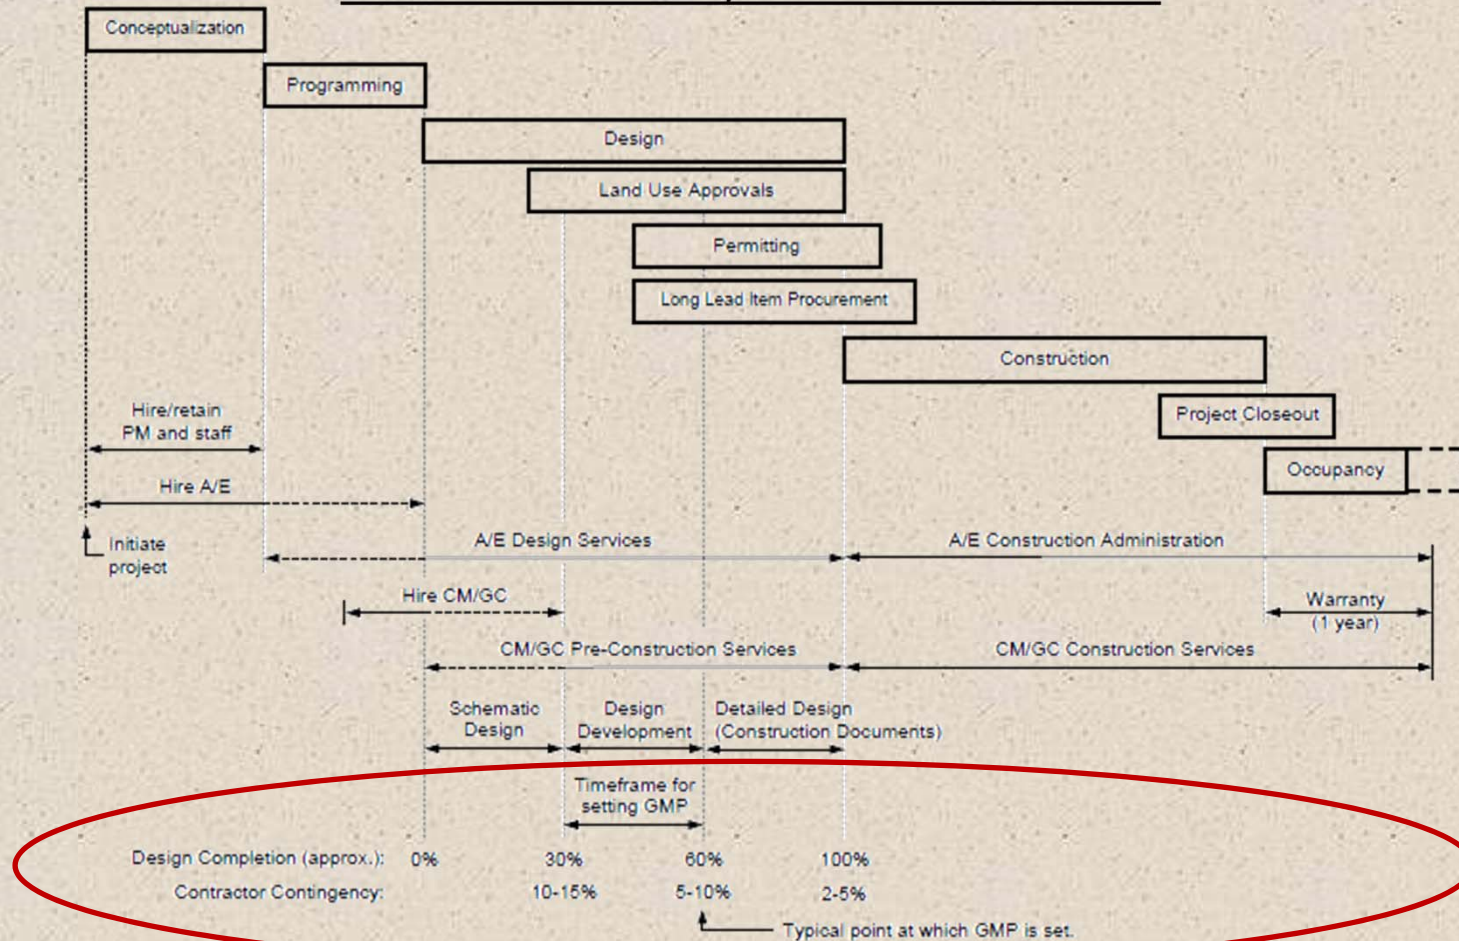 Conceptualization
Programming
Design
Land Use Approvals
Permitting
Long Lead Item Procurement
Construction
Project Closeout
Occupancy
Hire/retain
PM and staff
Hire A/E
Initiate
project
A/E Design Services
A/E Construction Administration
Hire CM/GC
Warranty
(1 year)
CM/GC Pre-Construction Services
CM/GC Construction Services
Schematic
Design
Design
Development
Detailed Design
(Construction Documents)
Timeframe for
setting GMP
Design Completion (approx.): 0% 30% 60% 100%
Contractor Contingency: 10-15% 5-10% 2-5%
Typical point at which GMP is set.